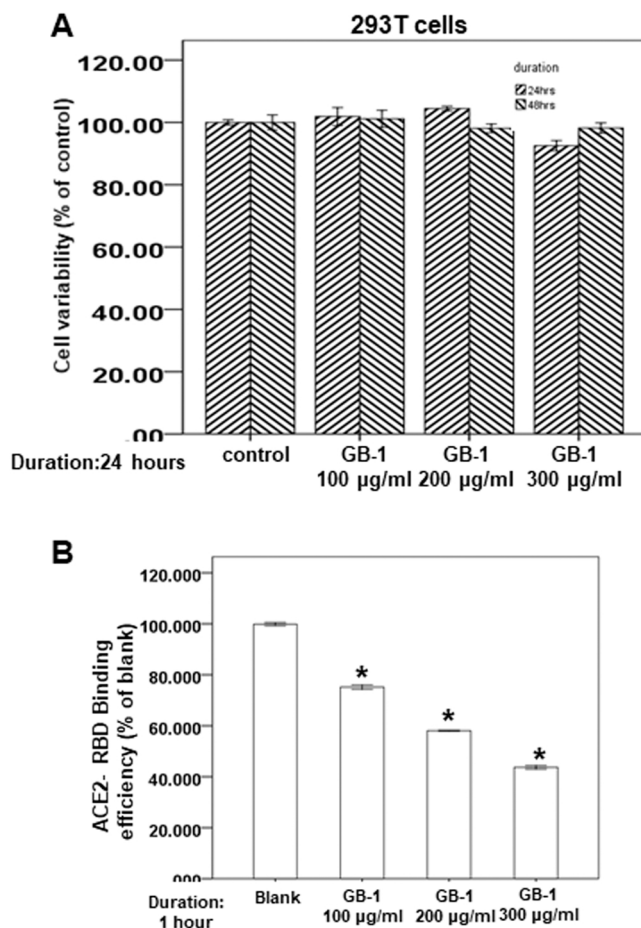 A
293T cells
120.00
duration
24hrs
48hrs
100.00
80.00
60.00
40.00
20.00
.00
Cell variability (% of control)
Duration:24 hours
control
GB-1
100 µg/ml
GB-1
200 µg/ml
GB-1
300 µg/ml
B
120.000
100.000
80.000
60.000
40.000
20.000
.000
ACE2- RBD Binding
efficiency (% of blank)
*
*
*
Duration:
1 hour
Blank
GB-1
100 µg/ml
GB-1
200 µg/ml
GB-1
300 µg/ml